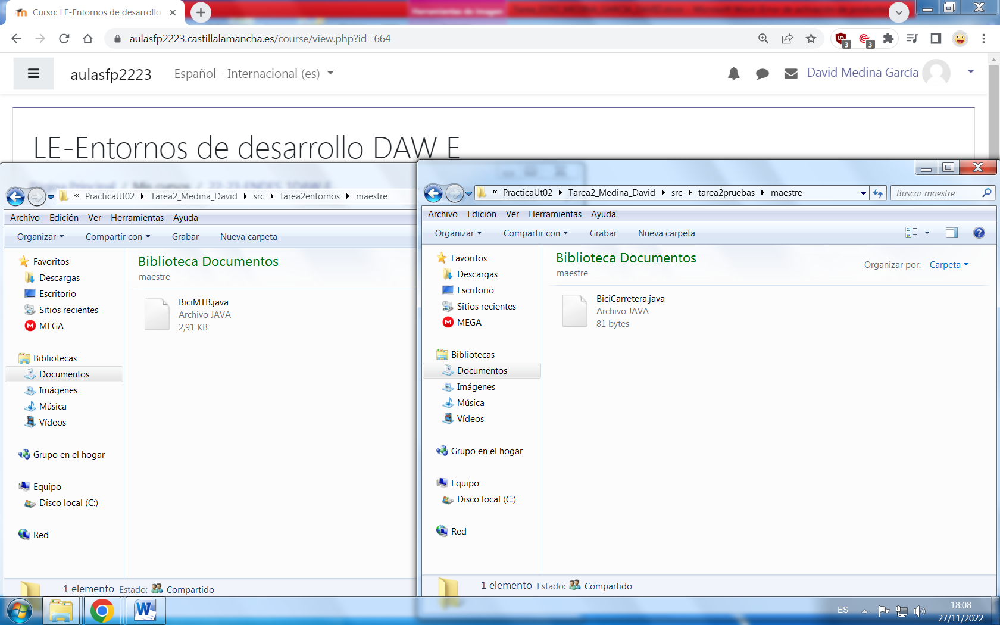 Curso: LE-Entornos de desarrollo
Herramientas de imagen
aulasfp2223.castillalamancha.es/course/view.php?id=664
3
3
aulasfp2223
Español - Internacional (es)
David Medina García
LE-Entornos de desarrollo DAW E
« PracticaUt02 Tarea2_Medina_David src tarea2entornos maestre
Archivo Edición Ver Herramientas Ayuda
Organizar Compartir con Grabar Nueva carpeta
Favoritos
Descargas
Escritorio
Sitios recientes
MEGA
Bibliotecas
Documentos
Imágenes
Música
Vídeos
Grupo en el hogar
Equipo
Disco local (C:)
Red
Biblioteca Documentos
maestre
BiciMTB.java
Archivo JAVA
2,91 KB
1 elemento Estado: Compartido
« PracticaUt02 Tarea2_Medina_David src tarea2pruebas maestre
Buscar maestre
Archivo Edición Ver Herramientas Ayuda
Organizar Compartir con Grabar Nueva carpeta
Favoritos
Descargas
Escritorio
Sitios recientes
MEGA
Bibliotecas
Documentos
Imágenes
Música
Vídeos
Grupo en el hogar
Equipo
Disco local (C:)
Red
Biblioteca Documentos
maestre
Organizar por: Carpeta
BiciCarretera.java
Archivo JAVA
81 bytes
1 elemento Estado: Compartido
ES
18:08
27/11/2022